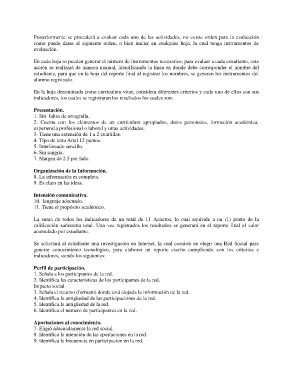 Posteriormente se procederá a evaluar cada uno de las actividades, no existe orden para la evaluación
como puede darse el siguiente orden, o bien iniciar en cualquier hoja, la cual tenga instrumentos de
evaluación.
En cada hoja se pueden generar el número de instrumentos necesarios, para evaluar a cada estudiante, esta
acción se realizará de manera manual, identificando la línea en donde debe corresponder el nombre del
estudiante, para que en la hoja del reporte final al registrar los nombres, se generen los instrumentos del
alumno registrado.
En la hoja denominada como curriculum vitae, considera diferentes criterios y cada uno de ellos con sus
indicadores, los cuales se registraran los resultados los cuales son:
Presentación.
1. Sin faltas de ortografía.
2. Cuenta con los elementos de un curriculum apropiados, datos personales, formación académica,
experiencia profesional o laboral y otras actividades.
3. Tiene una extensión de 1 a 2 cuartillas.
4. Tipo de letra Arial 12 puntos.
5. Interlineado sencillo.
6. Sin sangría.
7. Margen de 2.5 por lado.
Organización de la Información.
8. La información es completa.
9. Es claro en las ideas.
Intensión comunicativa.
10. lenguaje adecuado.
11. Tiene el propósito académico.
La suma de todos los indicadores da un total de 11 Aciertos, lo cual equivale a un (1) punto de la
calificación sumatoria total. Una vez registrados los resultados se generará en el reporte final el valor
acumulado por estudiante.
Se solicitará al estudiante una investigación en Internet, la cual consiste en elegir una Red Social para
generar conocimiento tecnológico, para elaborar un reporte escrito cumpliendo con los criterios e
indicadores, siendo los siguientes:
Perfil de participación.
1. Señala a los participantes de la red.
2. Identifica las características de los participantes de la red.
Impacto social
3. Señala el recurso (formato) donde está alojada la información de la red.
4. Identifica la antigüedad de las participaciones de la red.
5. Identifica la antigüedad de la red.
6. Identifica el número de participantes en la red.
Aportaciones al conocimiento.
7. Eligió adecuadamente la red social.
8. Identifica la intención de las aportaciones en la red.
9. Identifica la frecuencia en participación en la red.